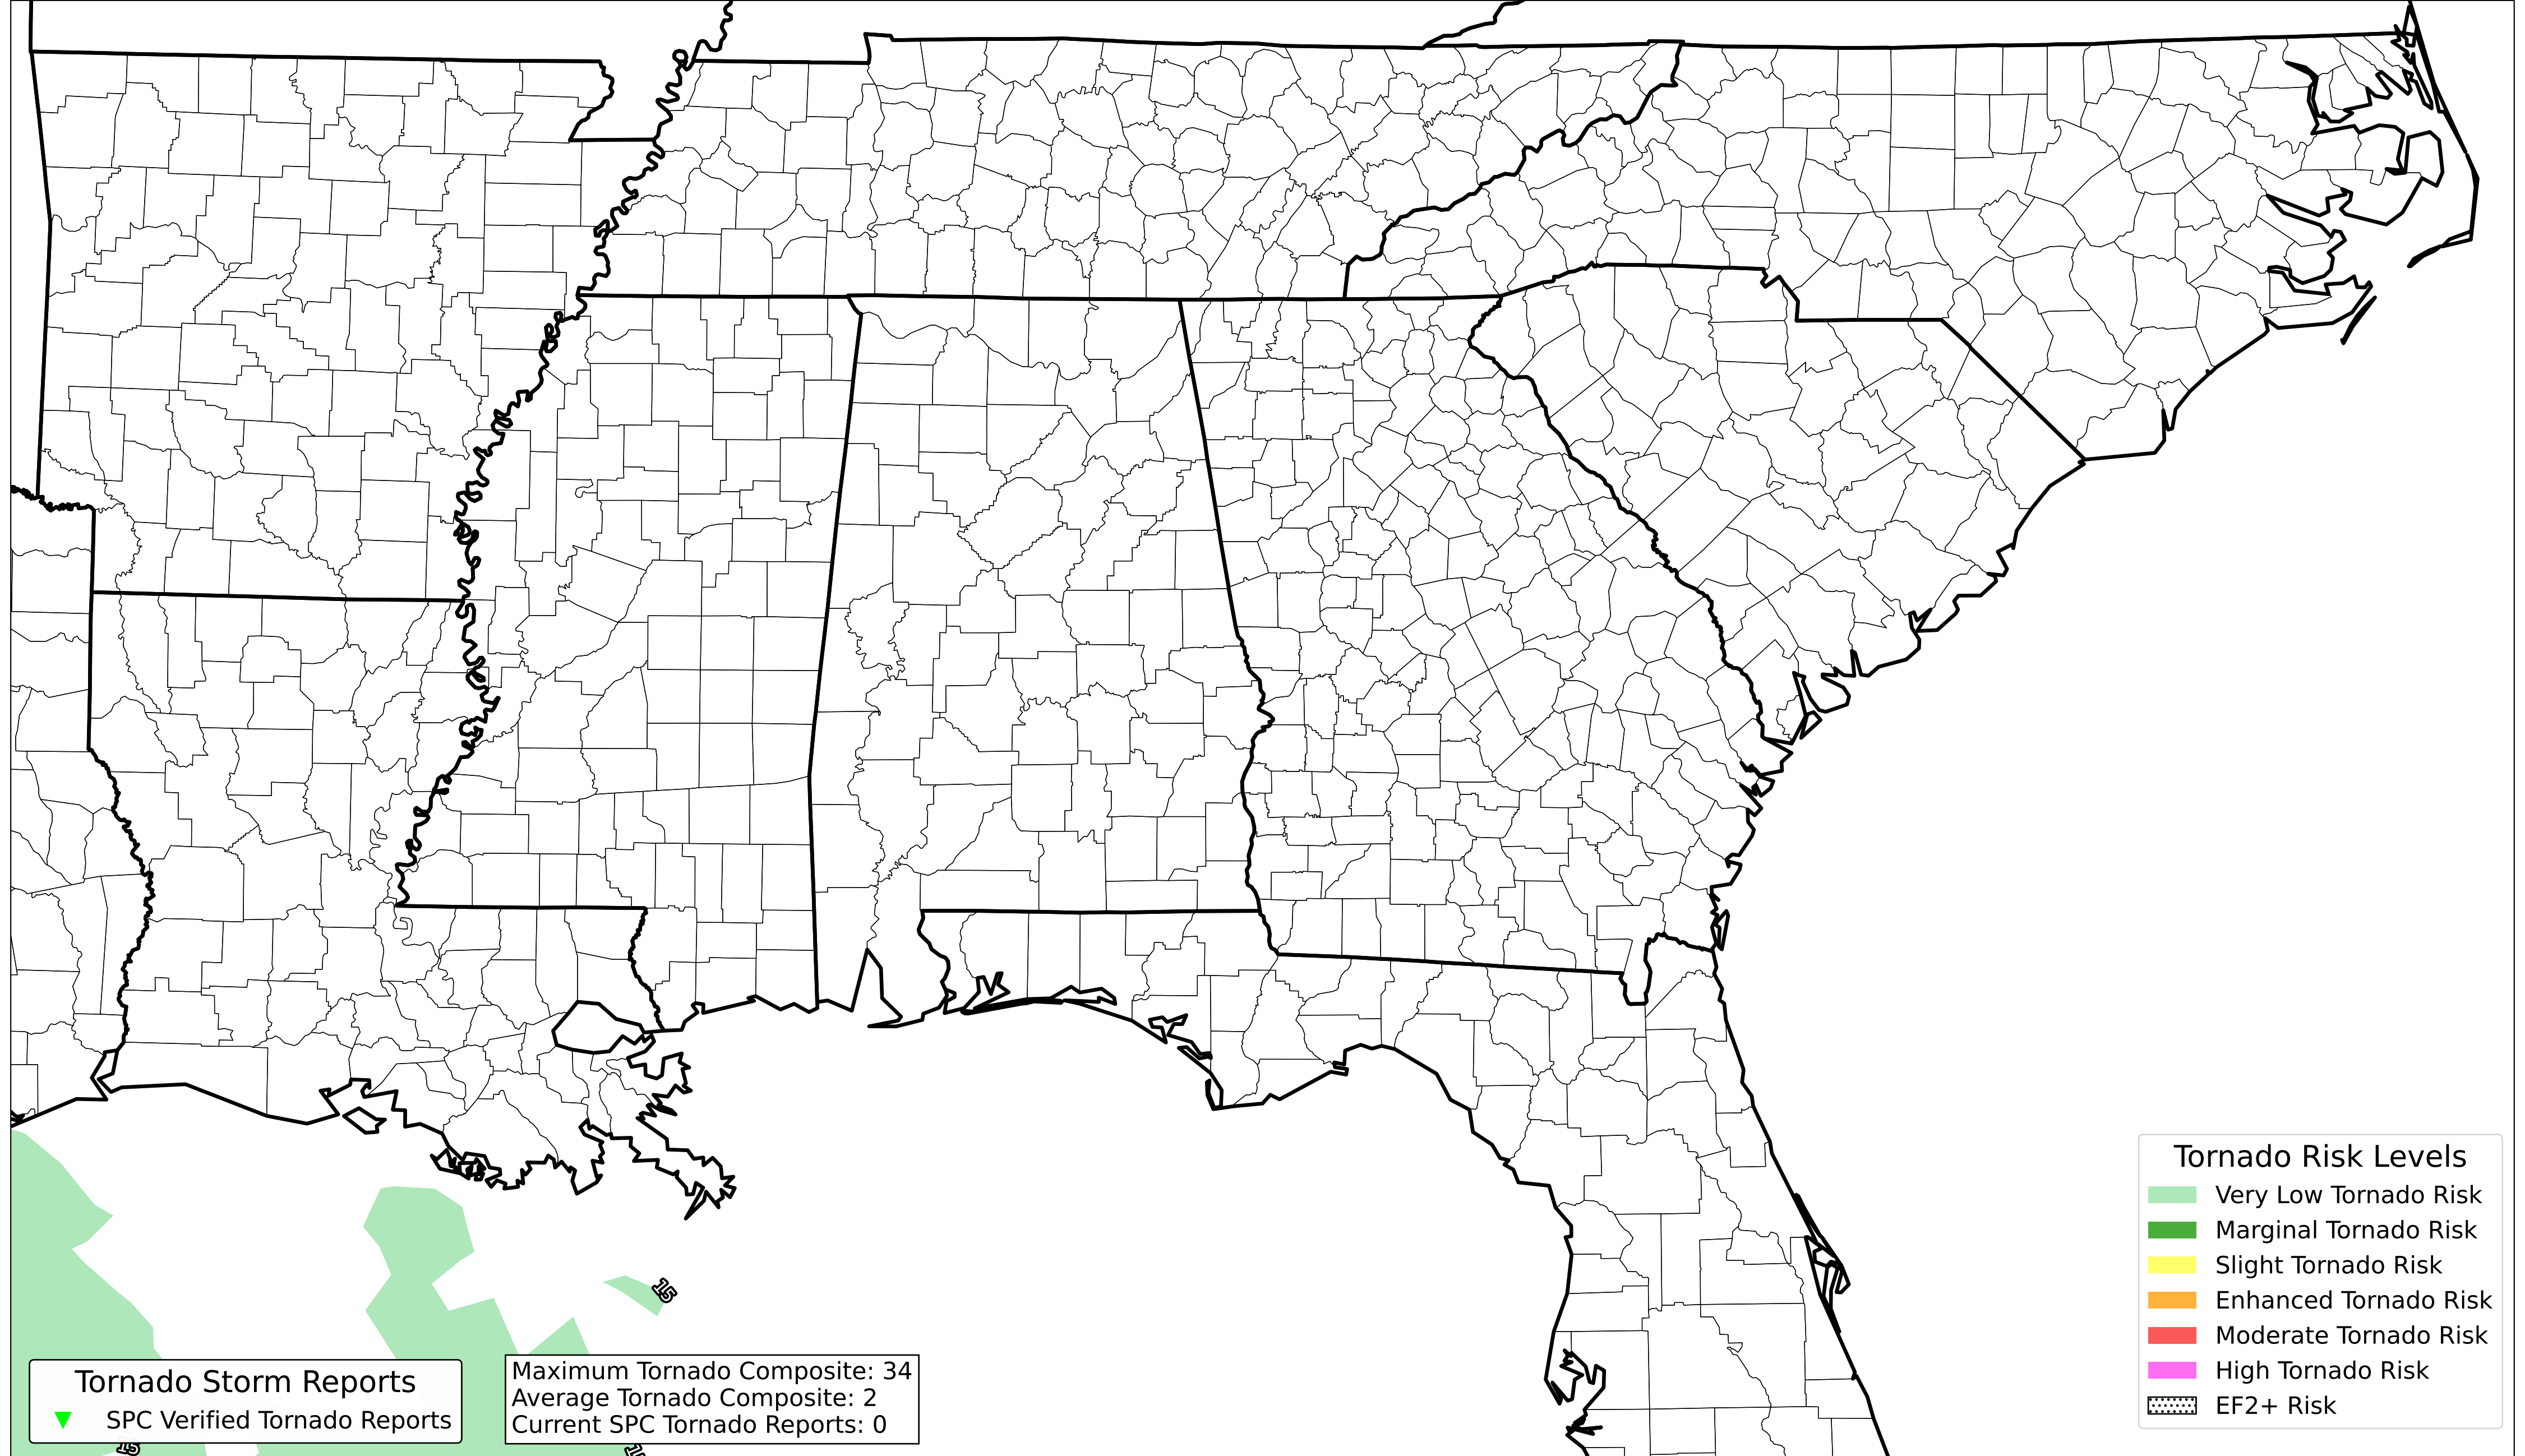 15
Tornado Risk Levels
Very Low Tornado Risk
Marginal Tornado Risk
Slight Tornado Risk
Enhanced Tornado Risk
Moderate Tornado Risk
High Tornado Risk
EF2+ Risk
Tornado Storm Reports
SPC Verified Tornado Reports
Maximum Tornado Composite: 34
Average Tornado Composite: 2
Current SPC Tornado Reports: 0
15